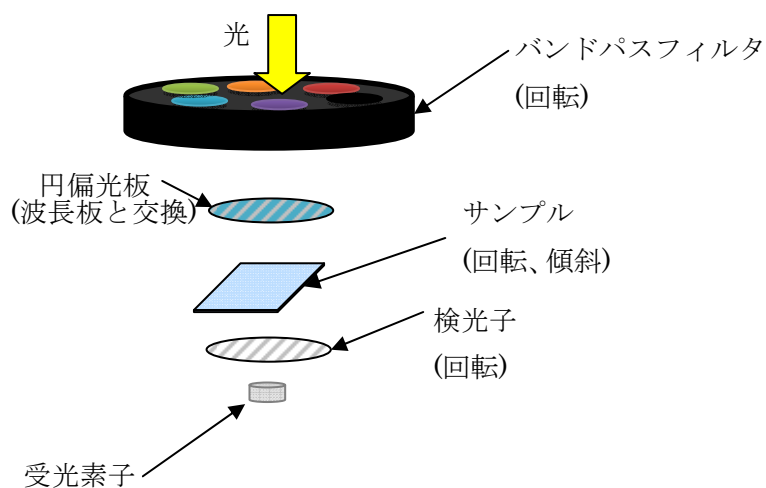 光
バンドパスフィルタ
(回転)
円偏光板
(波長板と交換)
サンプル
(回転、傾斜)
検光子
(回転)
受光素子